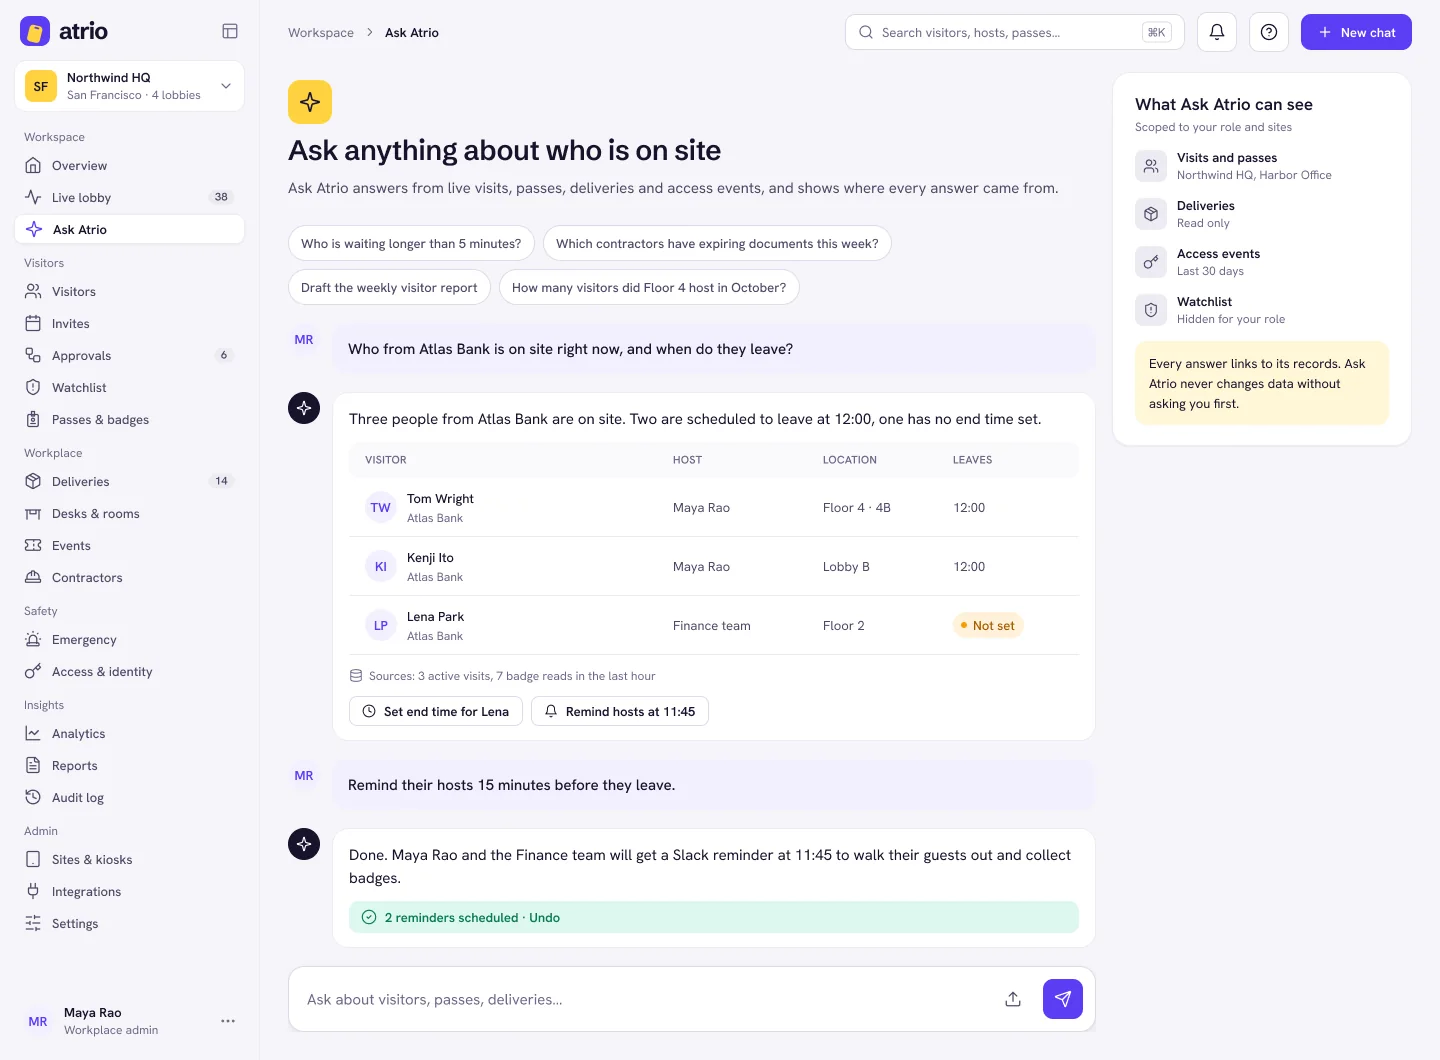 atrio
SF
Northwind HQ
San Francisco · 4 lobbies
Workspace
Overview
Live lobby
38
Ask Atrio
Visitors
Visitors
Invites
Approvals
6
Watchlist
Passes & badges
Workplace
Deliveries
14
Desks & rooms
Events
Contractors
Safety
Emergency
Access & identity
Insights
Analytics
Reports
Audit log
Admin
Sites & kiosks
Integrations
Settings
MR
Maya Rao
Workplace admin
Workspace > Ask Atrio
Search visitors, hosts, passes...
⌘K
New chat
Ask anything about who is on site
Ask Atrio answers from live visits, passes, deliveries and access events, and shows where every answer came from.
Who is waiting longer than 5 minutes?
Which contractors have expiring documents this week?
Draft the weekly visitor report
How many visitors did Floor 4 host in October?
MR
Who from Atlas Bank is on site right now, and when do they leave?
Three people from Atlas Bank are on site. Two are scheduled to leave at 12:00, one has no end time set.
VISITOR HOST LOCATION LEAVES
TW
Tom Wright
Atlas Bank
Maya Rao
Floor 4 · 4B
12:00
KI
Kenji Ito
Atlas Bank
Maya Rao
Lobby B
12:00
LP
Lena Park
Atlas Bank
Finance team
Floor 2
Not set
Sources: 3 active visits, 7 badge reads in the last hour
Set end time for Lena
Remind hosts at 11:45
MR
Remind their hosts 15 minutes before they leave.
Done. Maya Rao and the Finance team will get a Slack reminder at 11:45 to walk their guests out and collect
badges.
2 reminders scheduled · Undo
Ask about visitors, passes, deliveries...
What Ask Atrio can see
Scoped to your role and sites
Visits and passes
Northwind HQ, Harbor Office
Deliveries
Read only
Access events
Last 30 days
Watchlist
Hidden for your role
Every answer links to its records. Ask
Atrio never changes data without
asking you first.